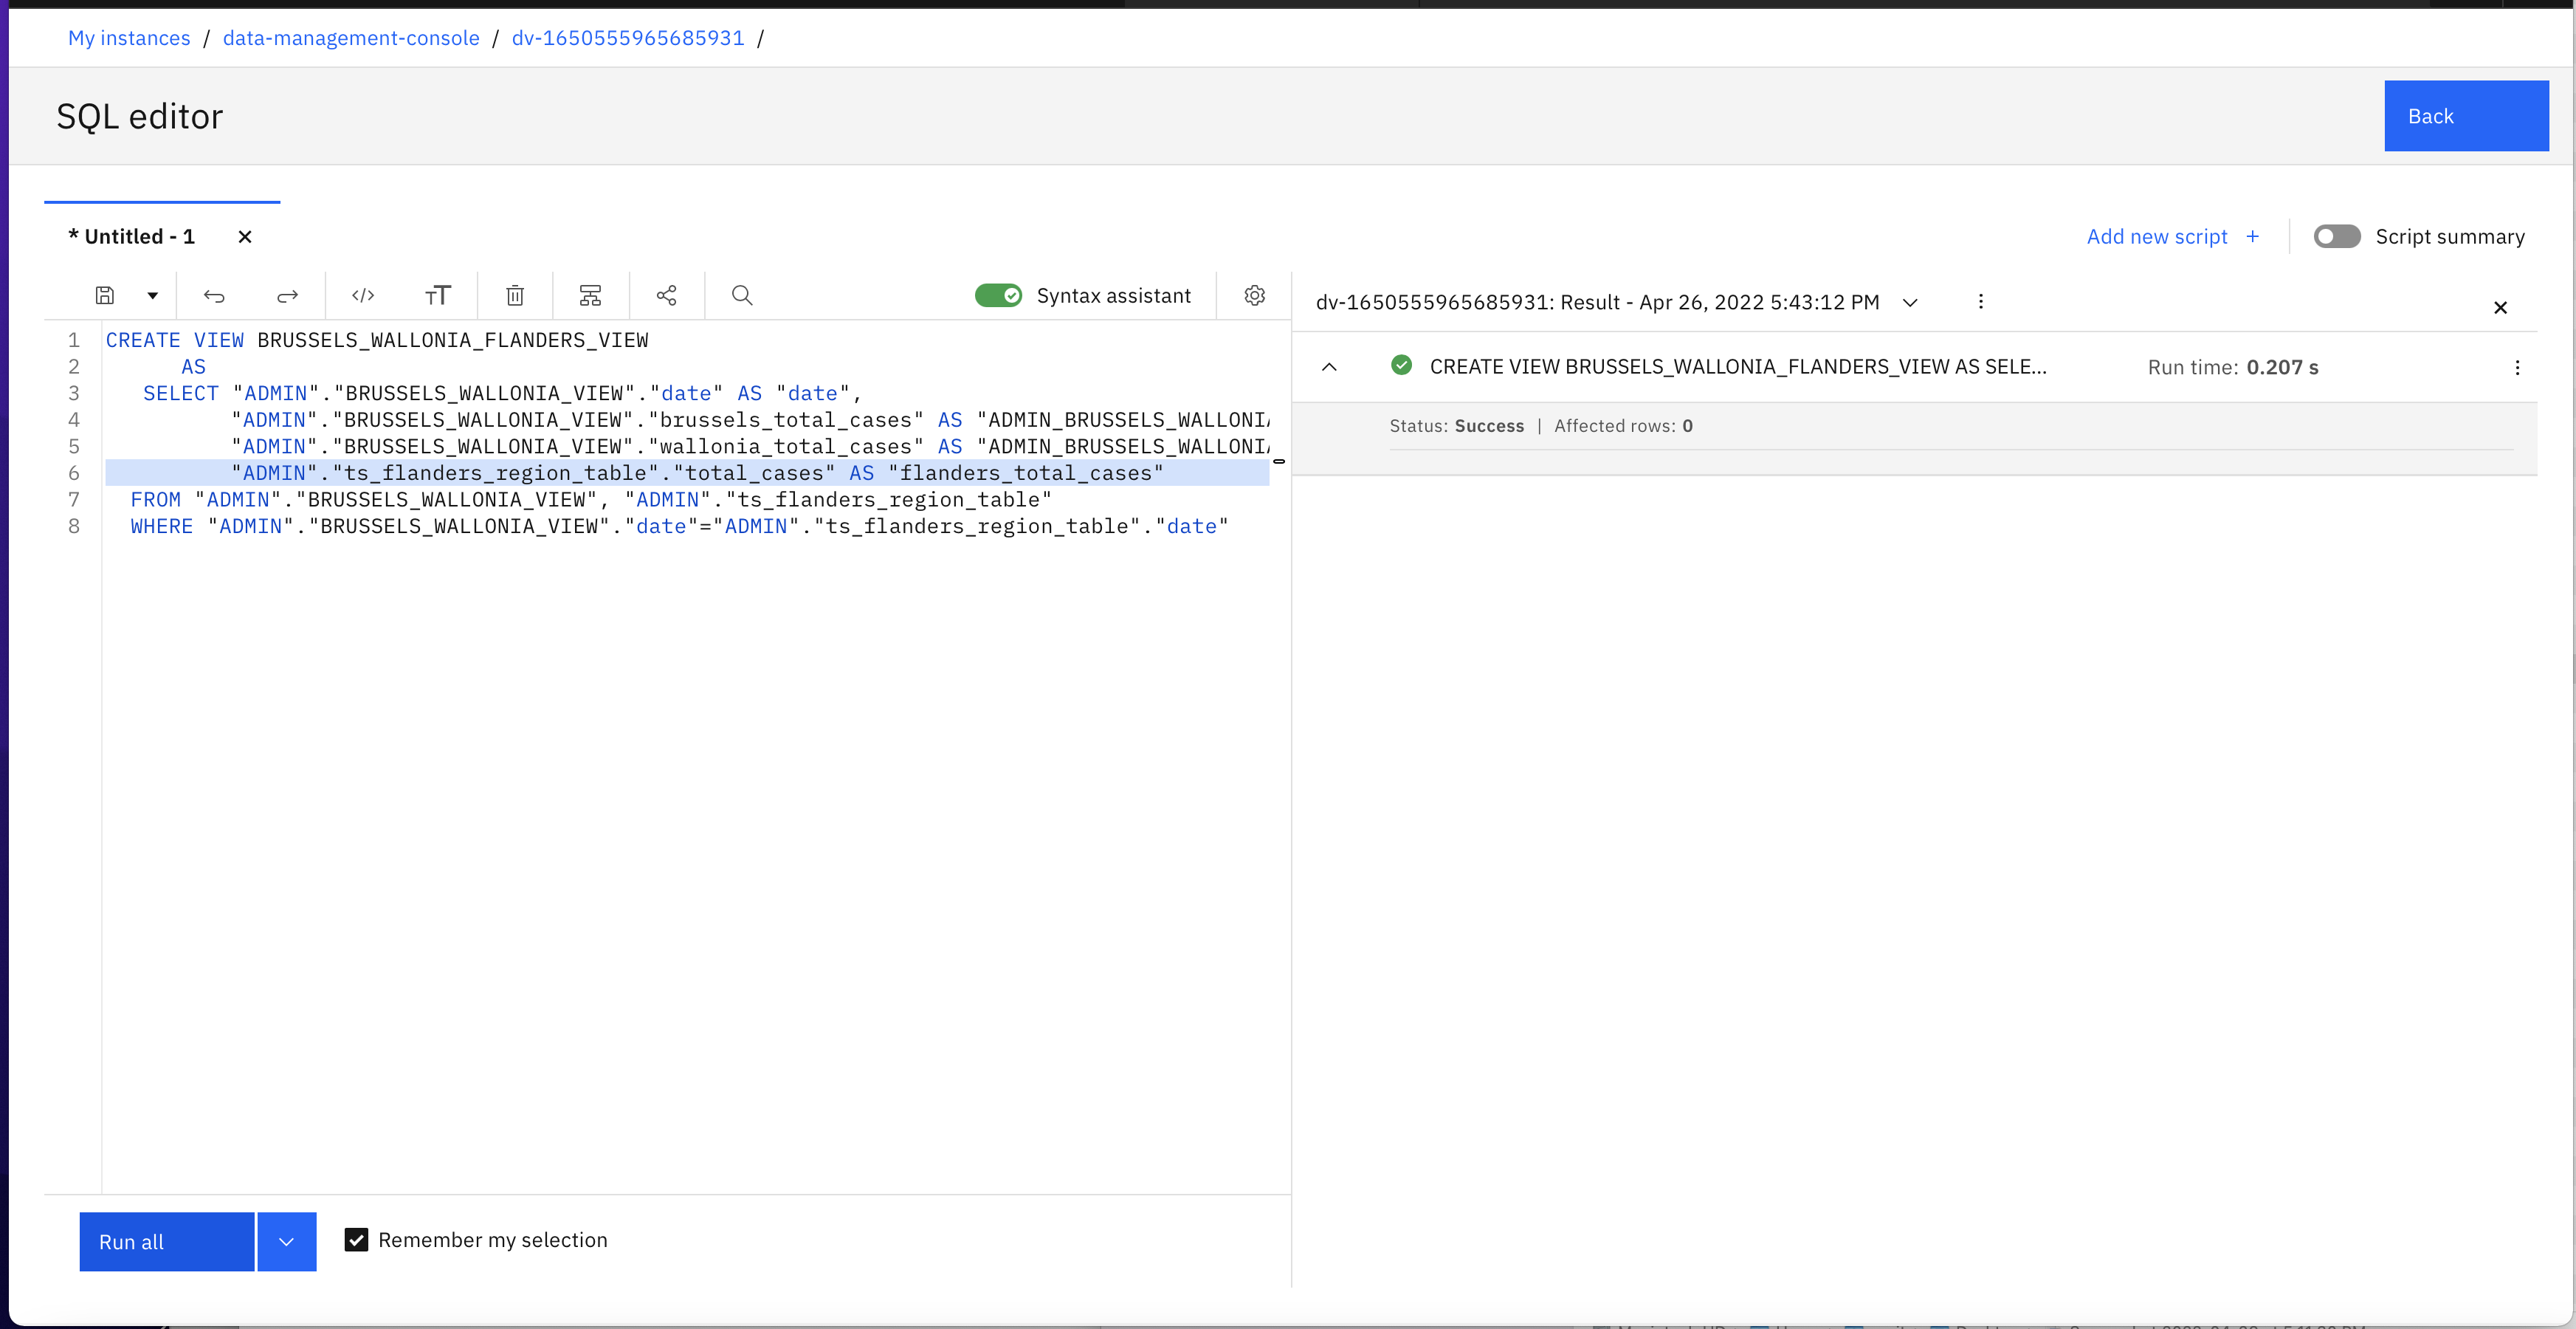 My instances / data-management-console / dv-1650555965685931 /
SQL editor
Back
* Untitled - 1
Add new script +
Script summary
Syntax assistant
dv-1650555965685931: Result - Apr 26, 2022 5:43:12 PM
1 CREATE VIEW BRUSSELS_WALLONIA_FLANDERS_VIEW
2 AS
3 SELECT "ADMIN"."BRUSSELS_WALLONIA_VIEW"."date" AS "date",
4 "ADMIN"."BRUSSELS_WALLONIA_VIEW"."brussels_total_cases" AS "ADMIN_BRUSSELS_WALLONI
5 "ADMIN"."BRUSSELS_WALLONIA_VIEW"."wallonia_total_cases" AS "ADMIN_BRUSSELS_WALLONI
6 "ADMIN"."ts_flanders_region_table"."total_cases" AS "flanders_total_cases"
7 FROM "ADMIN"."BRUSSELS_WALLONIA_VIEW", "ADMIN"."ts_flanders_region_table"
8 WHERE "ADMIN"."BRUSSELS_WALLONIA_VIEW"."date"="ADMIN"."ts_flanders_region_table"."date"
CREATE VIEW BRUSSELS_WALLONIA_FLANDERS_VIEW AS SELE...
Run time: 0.207 s
Status: Success | Affected rows: 0
Run all
Remember my selection